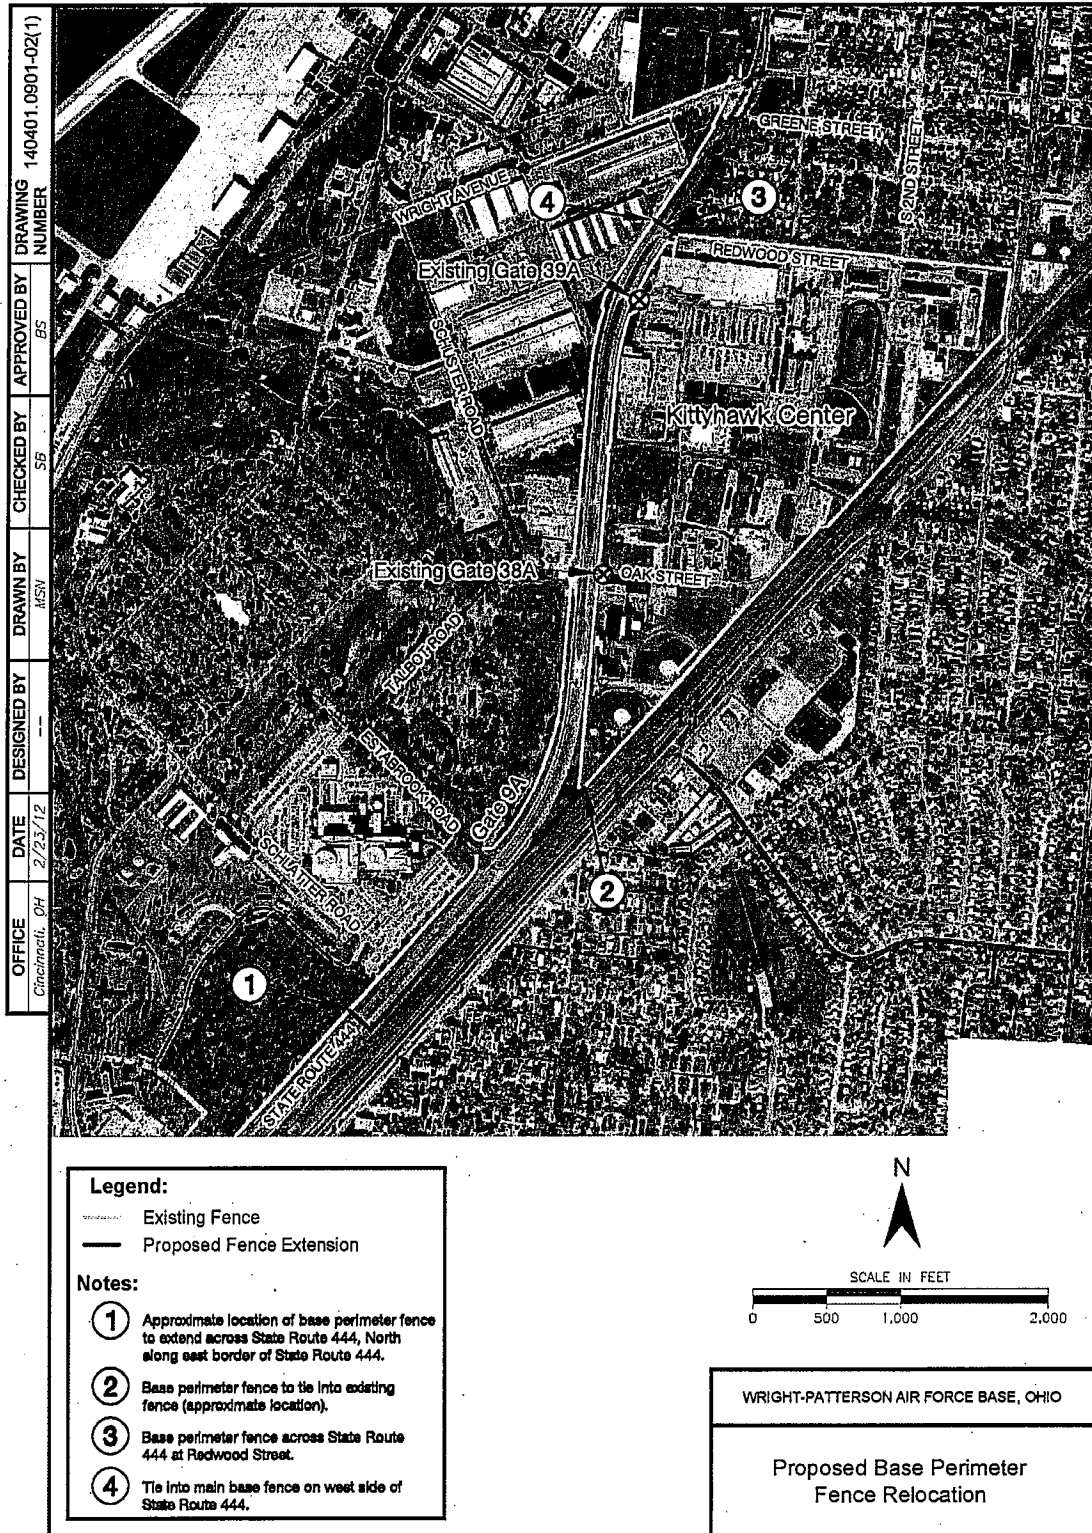 DRAWING NUMBER 140401.0901-02(1)
APPROVED BY BS
CHECKED BY SB
DRAWN BY MSN
DESIGNED BY ---
DATE 2/23/12
OFFICE Cincinnati, OH
GREENE STREET
S 2ND STREET
WRIGHT AVENUE
4
3
REDWOOD STREET
Existing Gate 39A
SCHUSTER ROAD
Kittyhawk Center
Existing Gate 38A
OAK STREET
TALBOT ROAD
ESTABROOK ROAD
Gate 9A
SCHLATTER ROAD
2
1
STATE ROUTE 444
Legend:
Existing Fence
Proposed Fence Extension
Notes:
1 Approximate location of base perimeter fence
to extend across State Route 444, North
along east border of State Route 444.
2 Base perimeter fence to tie into existing
fence (approximate location).
3 Base perimeter fence across State Route
444 at Redwood Street.
4 Tie into main base fence on west side of
State Route 444.
N
SCALE IN FEET
0 500 1,000 2,000
WRIGHT-PATTERSON AIR FORCE BASE, OHIO
Proposed Base Perimeter
Fence Relocation